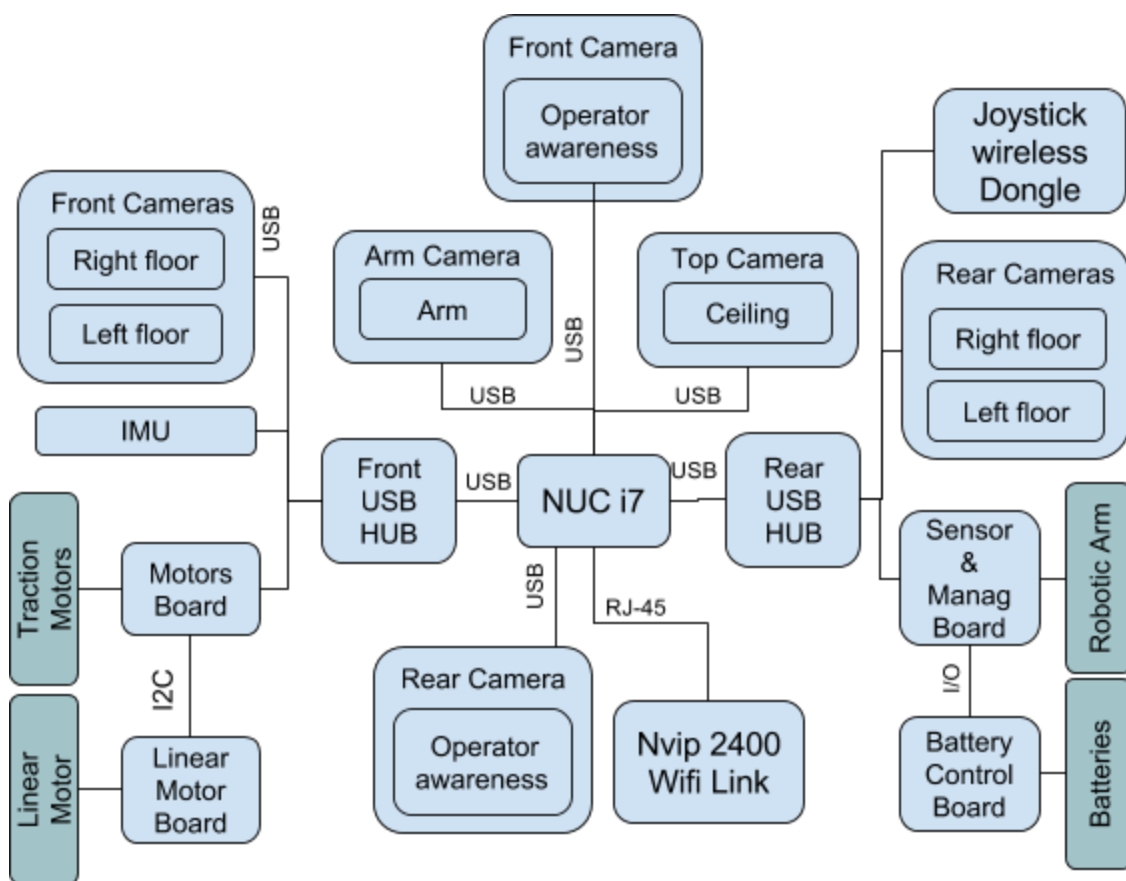 Front Camera
Operator
awareness
Joystick
wireless
Dongle
Front Cameras
Right floor
Left floor
USB
Arm Camera
Arm
Top Camera
Ceiling
Rear Cameras
Right floor
Left floor
USB
USB
USB
IMU
Front
USB
HUB
USB
NUC i7
USB
Rear
USB
HUB
Traction
Motors
Motors
Board
Sensor
&
Manag
Board
Robotic Arm
USB
RJ-45
I2C
I/O
Linear
Motor
Linear
Motor
Board
Rear Camera
Operator
awareness
Nvip 2400
Wifi Link
Battery
Control
Board
Batteries